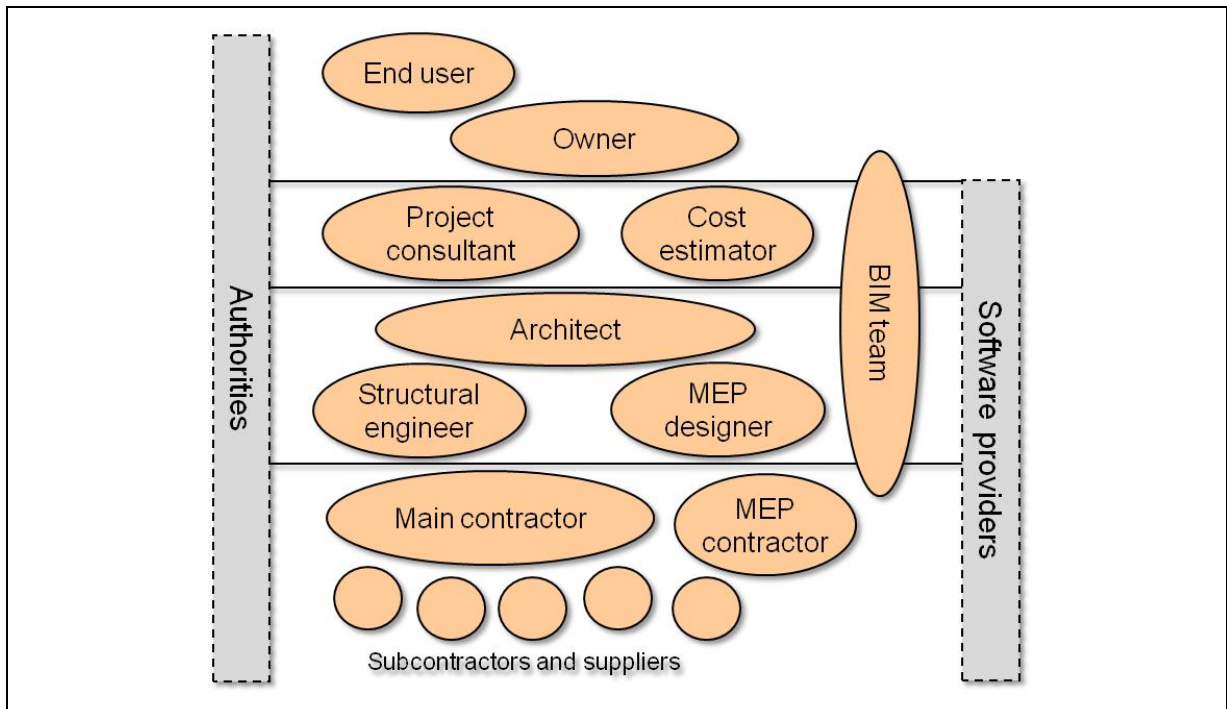 End user
Owner
Project
consultant
Cost
estimator
Architect
Structural
engineer
MEP
designer
Main contractor
MEP
contractor
Subcontractors and suppliers
Authorities
BIM team
Software providers